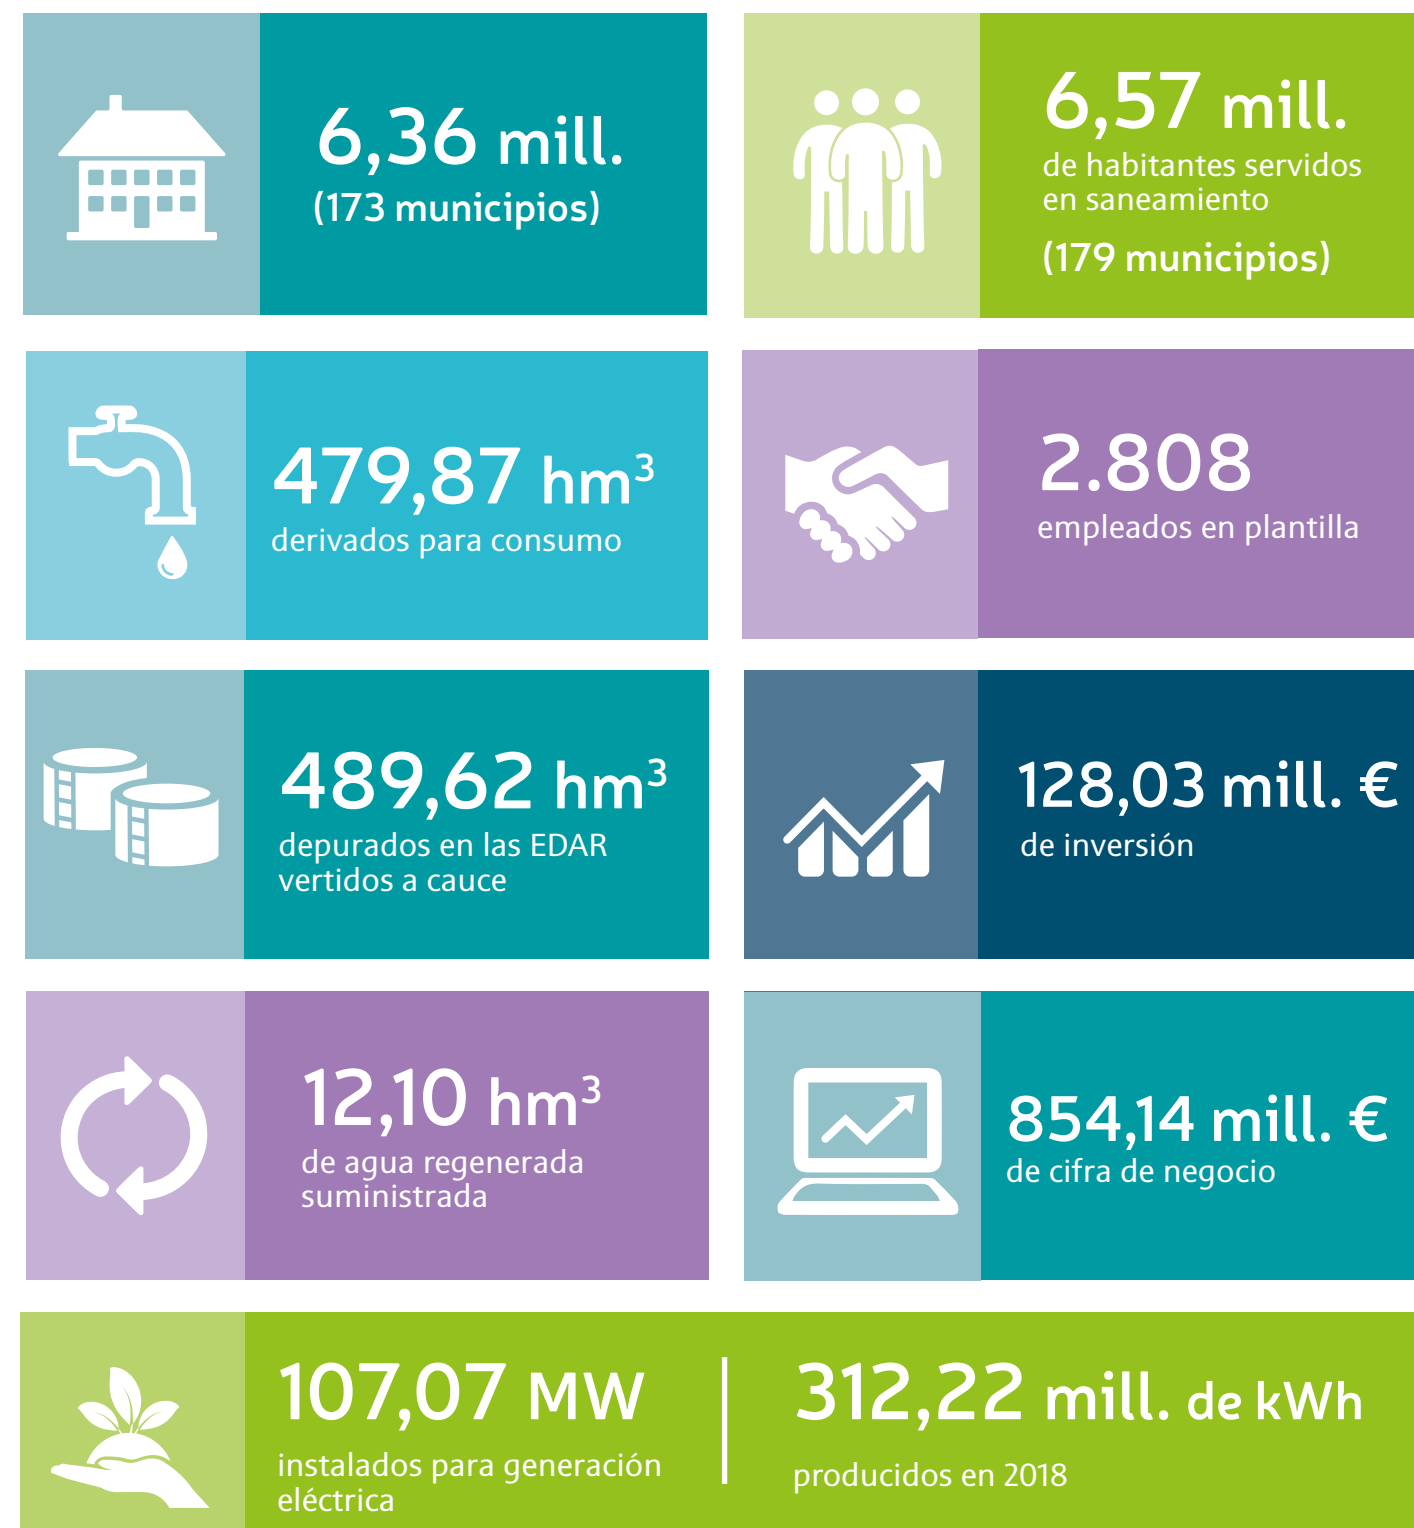 6,36 mill.
(173 municipios)
6,57 mill.
de habitantes servidos
en saneamiento
(179 municipios)
479,87 hm³
derivados para consumo
2.808
empleados en plantilla
489,62 hm³
depurados en las EDAR
vertidos a cauce
128,03 mill. €
de inversión
12,10 hm³
de agua regenerada
suministrada
854,14 mill. €
de cifra de negocio
107,07 MW
instalados para generación
eléctrica
312,22 mill. de kWh
producidos en 2018